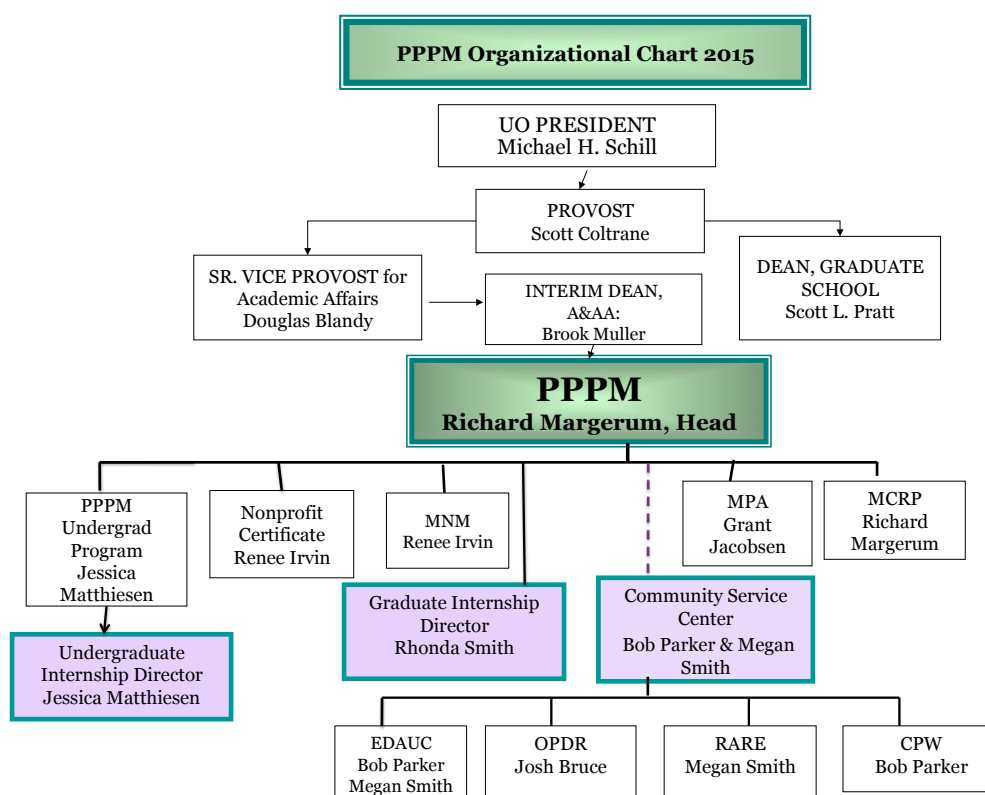 PPPM Organizational Chart 2015
UO PRESIDENT
Michael H. Schill
PROVOST
Scott Coltrane
SR. VICE PROVOST for
Academic Affairs
Douglas Blandy
INTERIM DEAN,
A&AA:
Brook Muller
DEAN, GRADUATE
SCHOOL
Scott L. Pratt
PPPM
Richard Margerum, Head
PPPM
Undergrad
Program
Jessica
Matthiesen
Nonprofit
Certificate
Renee Irvin
MNM
Renee Irvin
MPA
Grant
Jacobsen
MCRP
Richard
Margerum
Undergraduate
Internship Director
Jessica Matthiesen
Graduate Internship
Director
Rhonda Smith
Community Service
Center
Bob Parker & Megan
Smith
EDAUC
Bob Parker
Megan Smith
OPDR
Josh Bruce
RARE
Megan Smith
CPW
Bob Parker